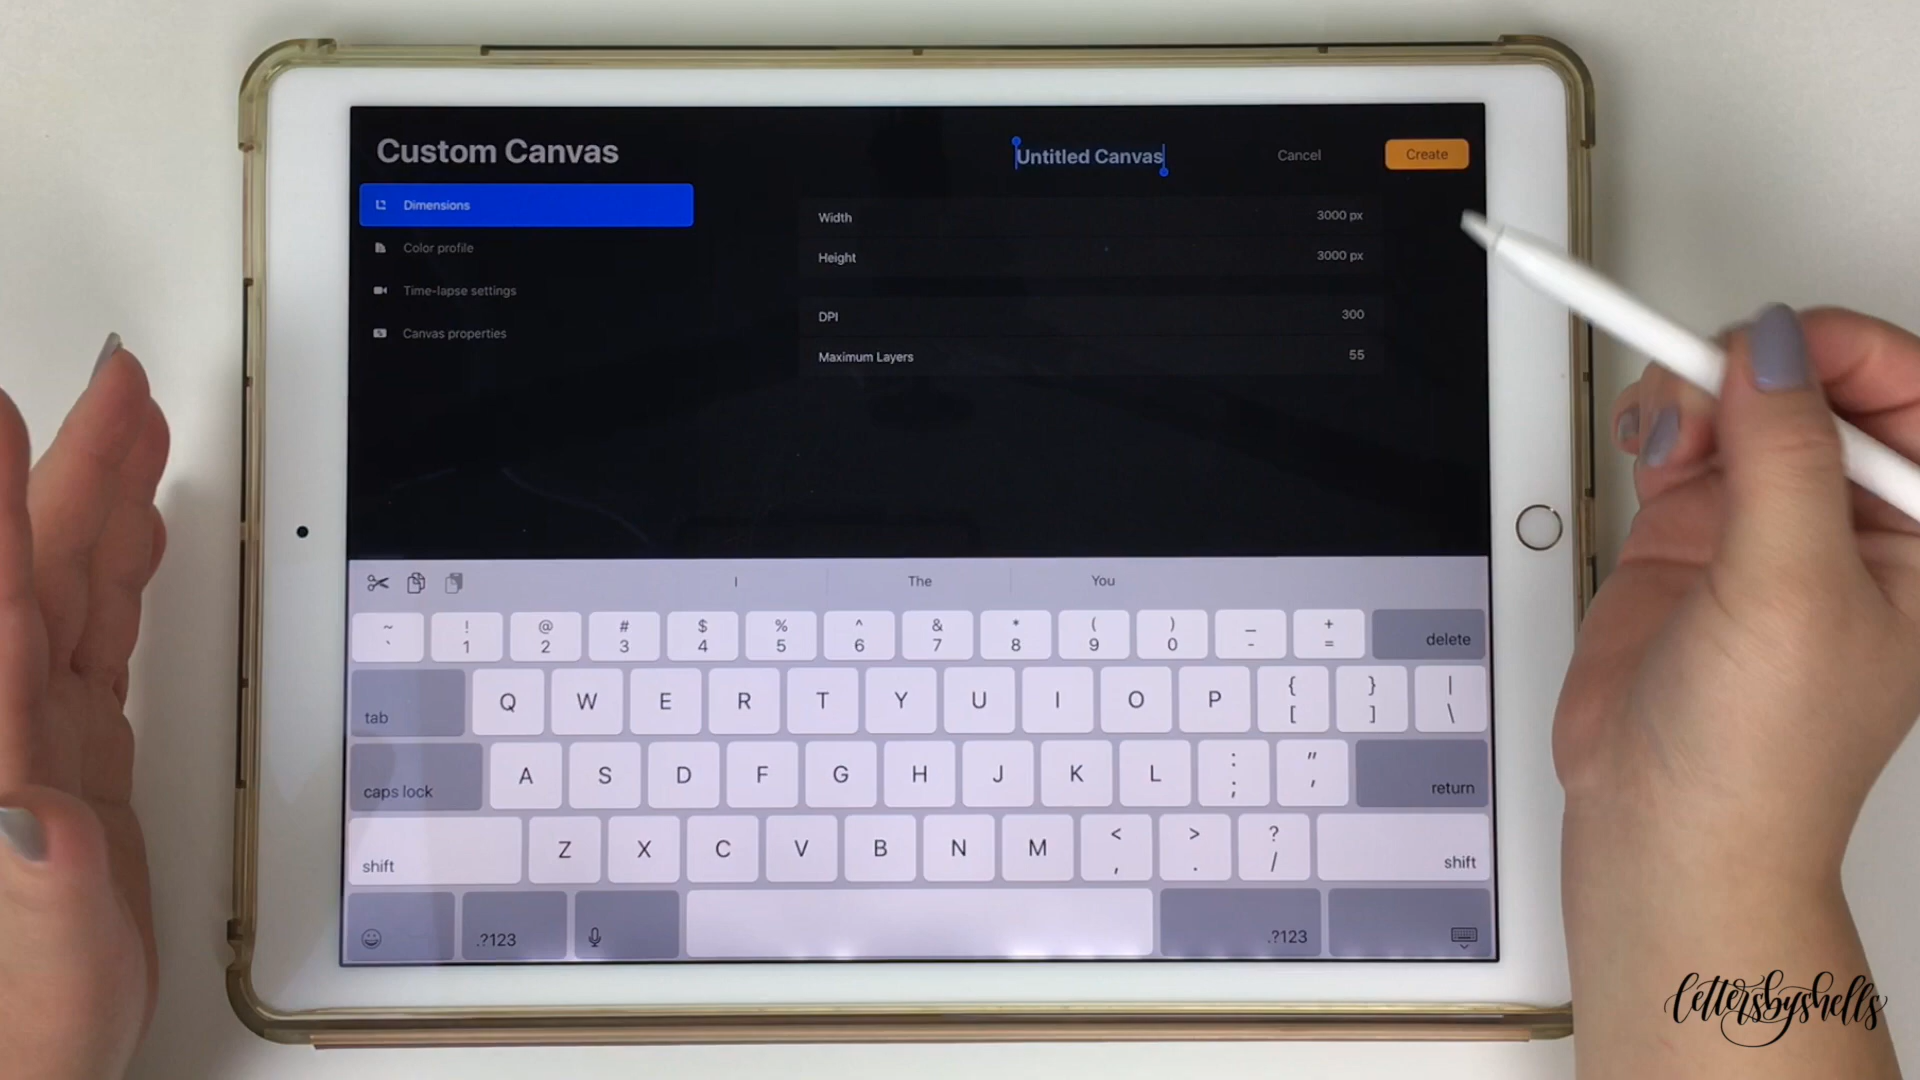 Custom Canvas
Untitled Canvas
Cancel
Create
Dimensions
Color profile
Time-lapse settings
Canvas properties
Width 3000 px
Height 3000 px
DPI 300
Maximum Layers 55
I The You
~ ! @ # $ % ^ & * ( ) _ +
` 1 2 3 4 5 6 7 8 9 0 - = delete
tab Q W E R T Y U I O P { [ } ] | \
caps lock A S D F G H J K L : ; " ' return
shift Z X C V B N M < , > . ? / shift
.?123 .?123
lettersbyshells